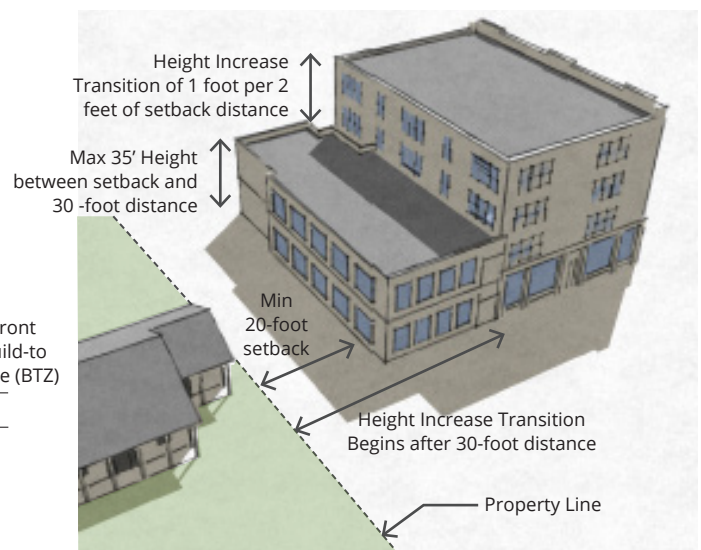 Height Increase
Transition of 1 foot per 2
feet of setback distance
Max 35' Height
between setback and
30 -foot distance
Min
20-foot
setback
(BTZ)
Height Increase Transition
Begins after 30-foot distance
Property Line